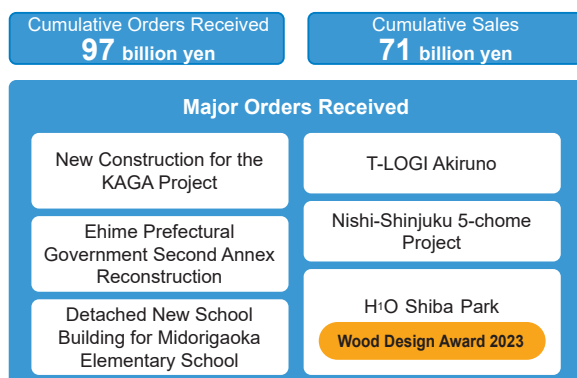 Cumulative Orders Received
97 billion yen
Cumulative Sales
71 billion yen
Major Orders Received
New Construction for the
KAGA Project
Ehime Prefectural
Government Second Annex
Reconstruction
Detached New School
Building for Midorigaoka
Elementary School
T-LOGI Akiruno
Nishi-Shinjuku 5-chome
Project
H¹O Shiba Park
Wood Design Award 2023